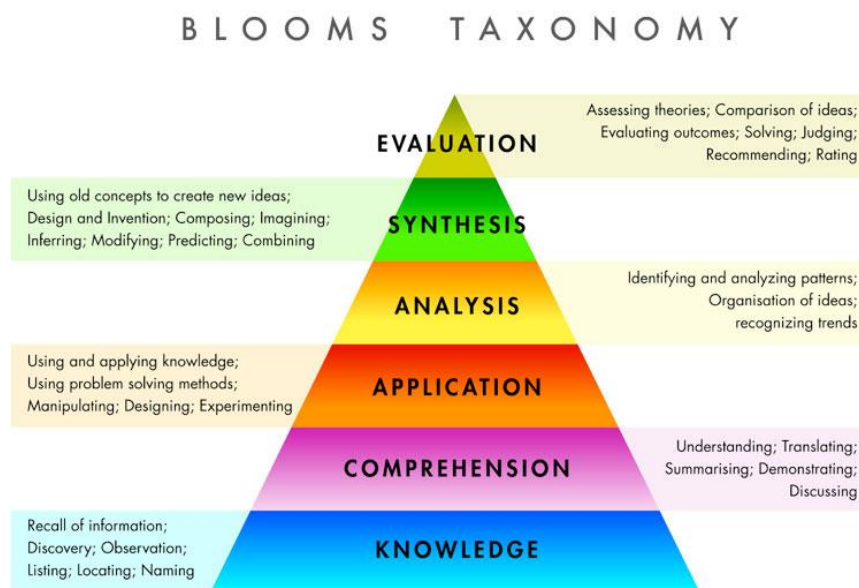 BLOOMS TAXONOMY
EVALUATION
Assessing theories; Comparison of ideas;
Evaluating outcomes; Solving; Judging;
Recommending; Rating
Using old concepts to create new ideas;
Design and Invention; Composing; Imagining;
Inferring; Modifying; Predicting; Combining
SYNTHESIS
ANALYSIS
Identifying and analyzing patterns;
Organisation of ideas;
recognizing trends
Using and applying knowledge;
Using problem solving methods;
Manipulating; Designing; Experimenting
APPLICATION
COMPREHENSION
Understanding; Translating;
Summarising; Demonstrating;
Discussing
Recall of information;
Discovery; Observation;
Listing; Locating; Naming
KNOWLEDGE